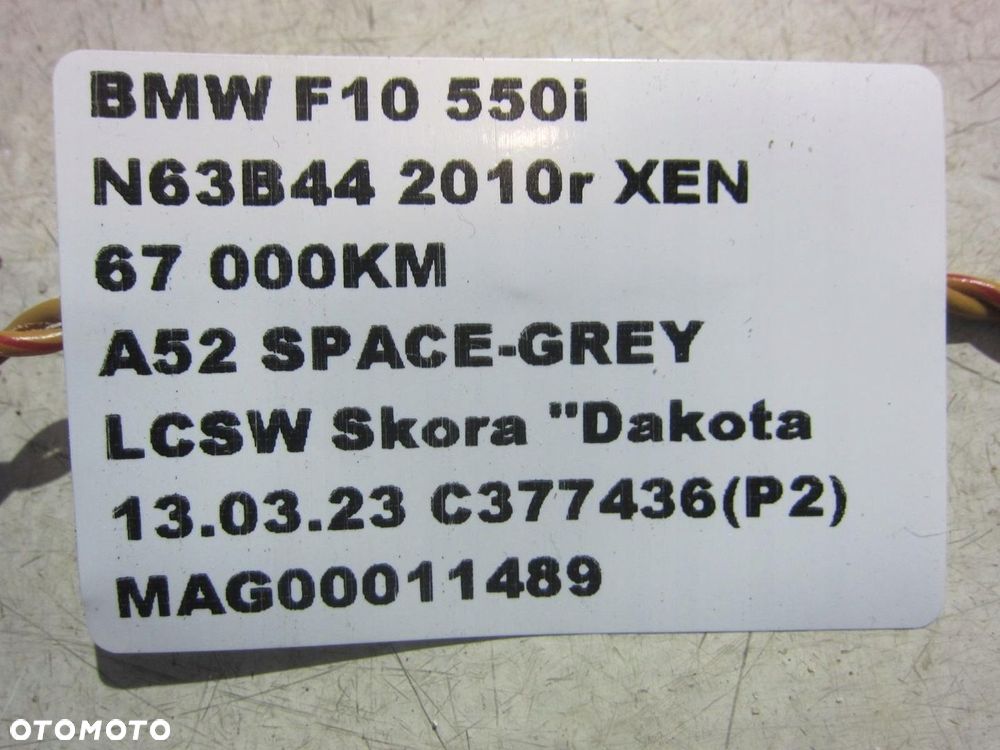 BMW F10 550i
N63B44 2010r XEN
67 000KM
A52 SPACE-GREY
LCSW Skora "Dakota
13.03.23 C377436(P2)
MAG00011489
OTOMOTO